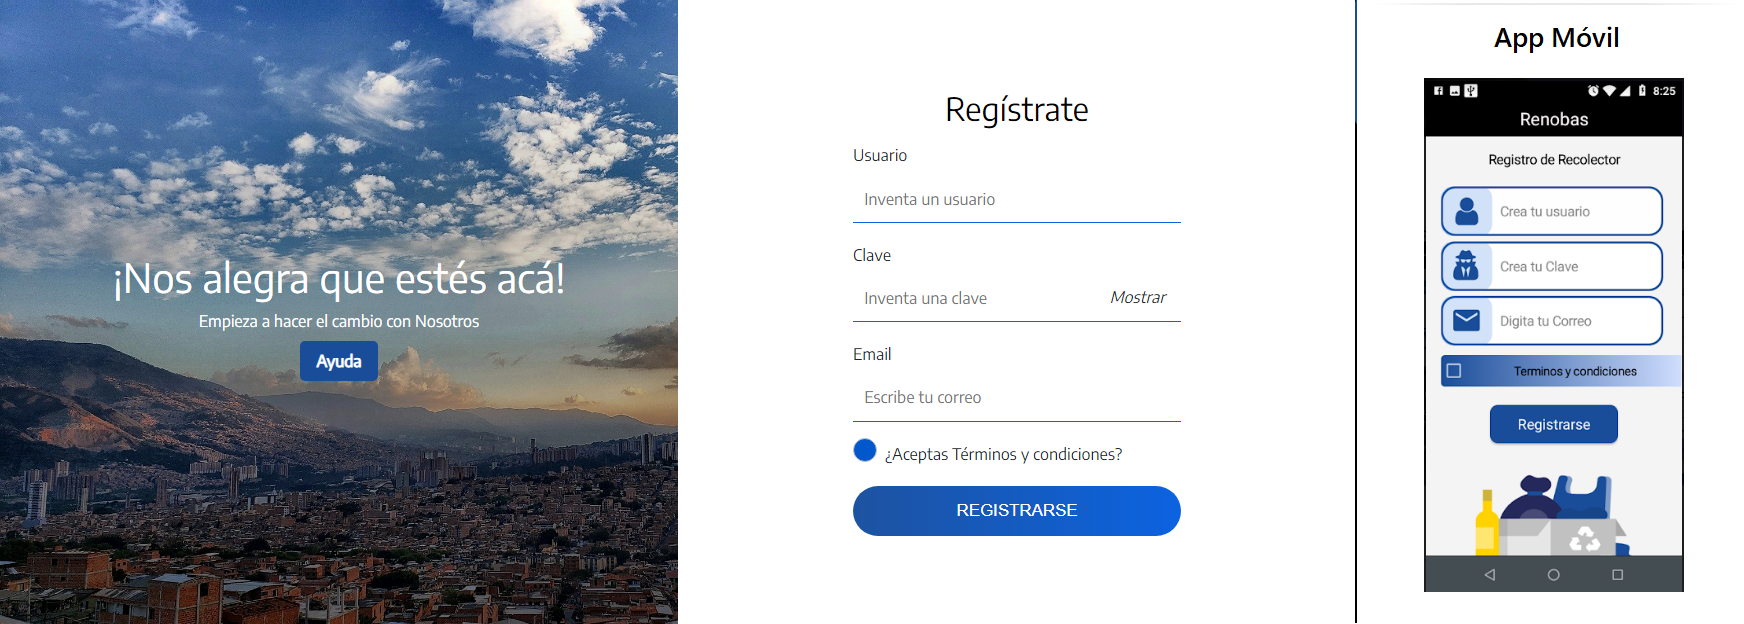 ¡Nos alegra que estés acá!
Empieza a hacer el cambio con Nosotros
Ayuda
Regístrate
Usuario
Inventa un usuario
Clave
Inventa una clave Mostrar
Email
Escribe tu correo
¿Aceptas Términos y condiciones?
REGISTRARSE
App Móvil
8:25
Renobas
Registro de Recolector
Crea tu usuario
Crea tu Clave
Digita tu Correo
Terminos y condiciones
Registrarse